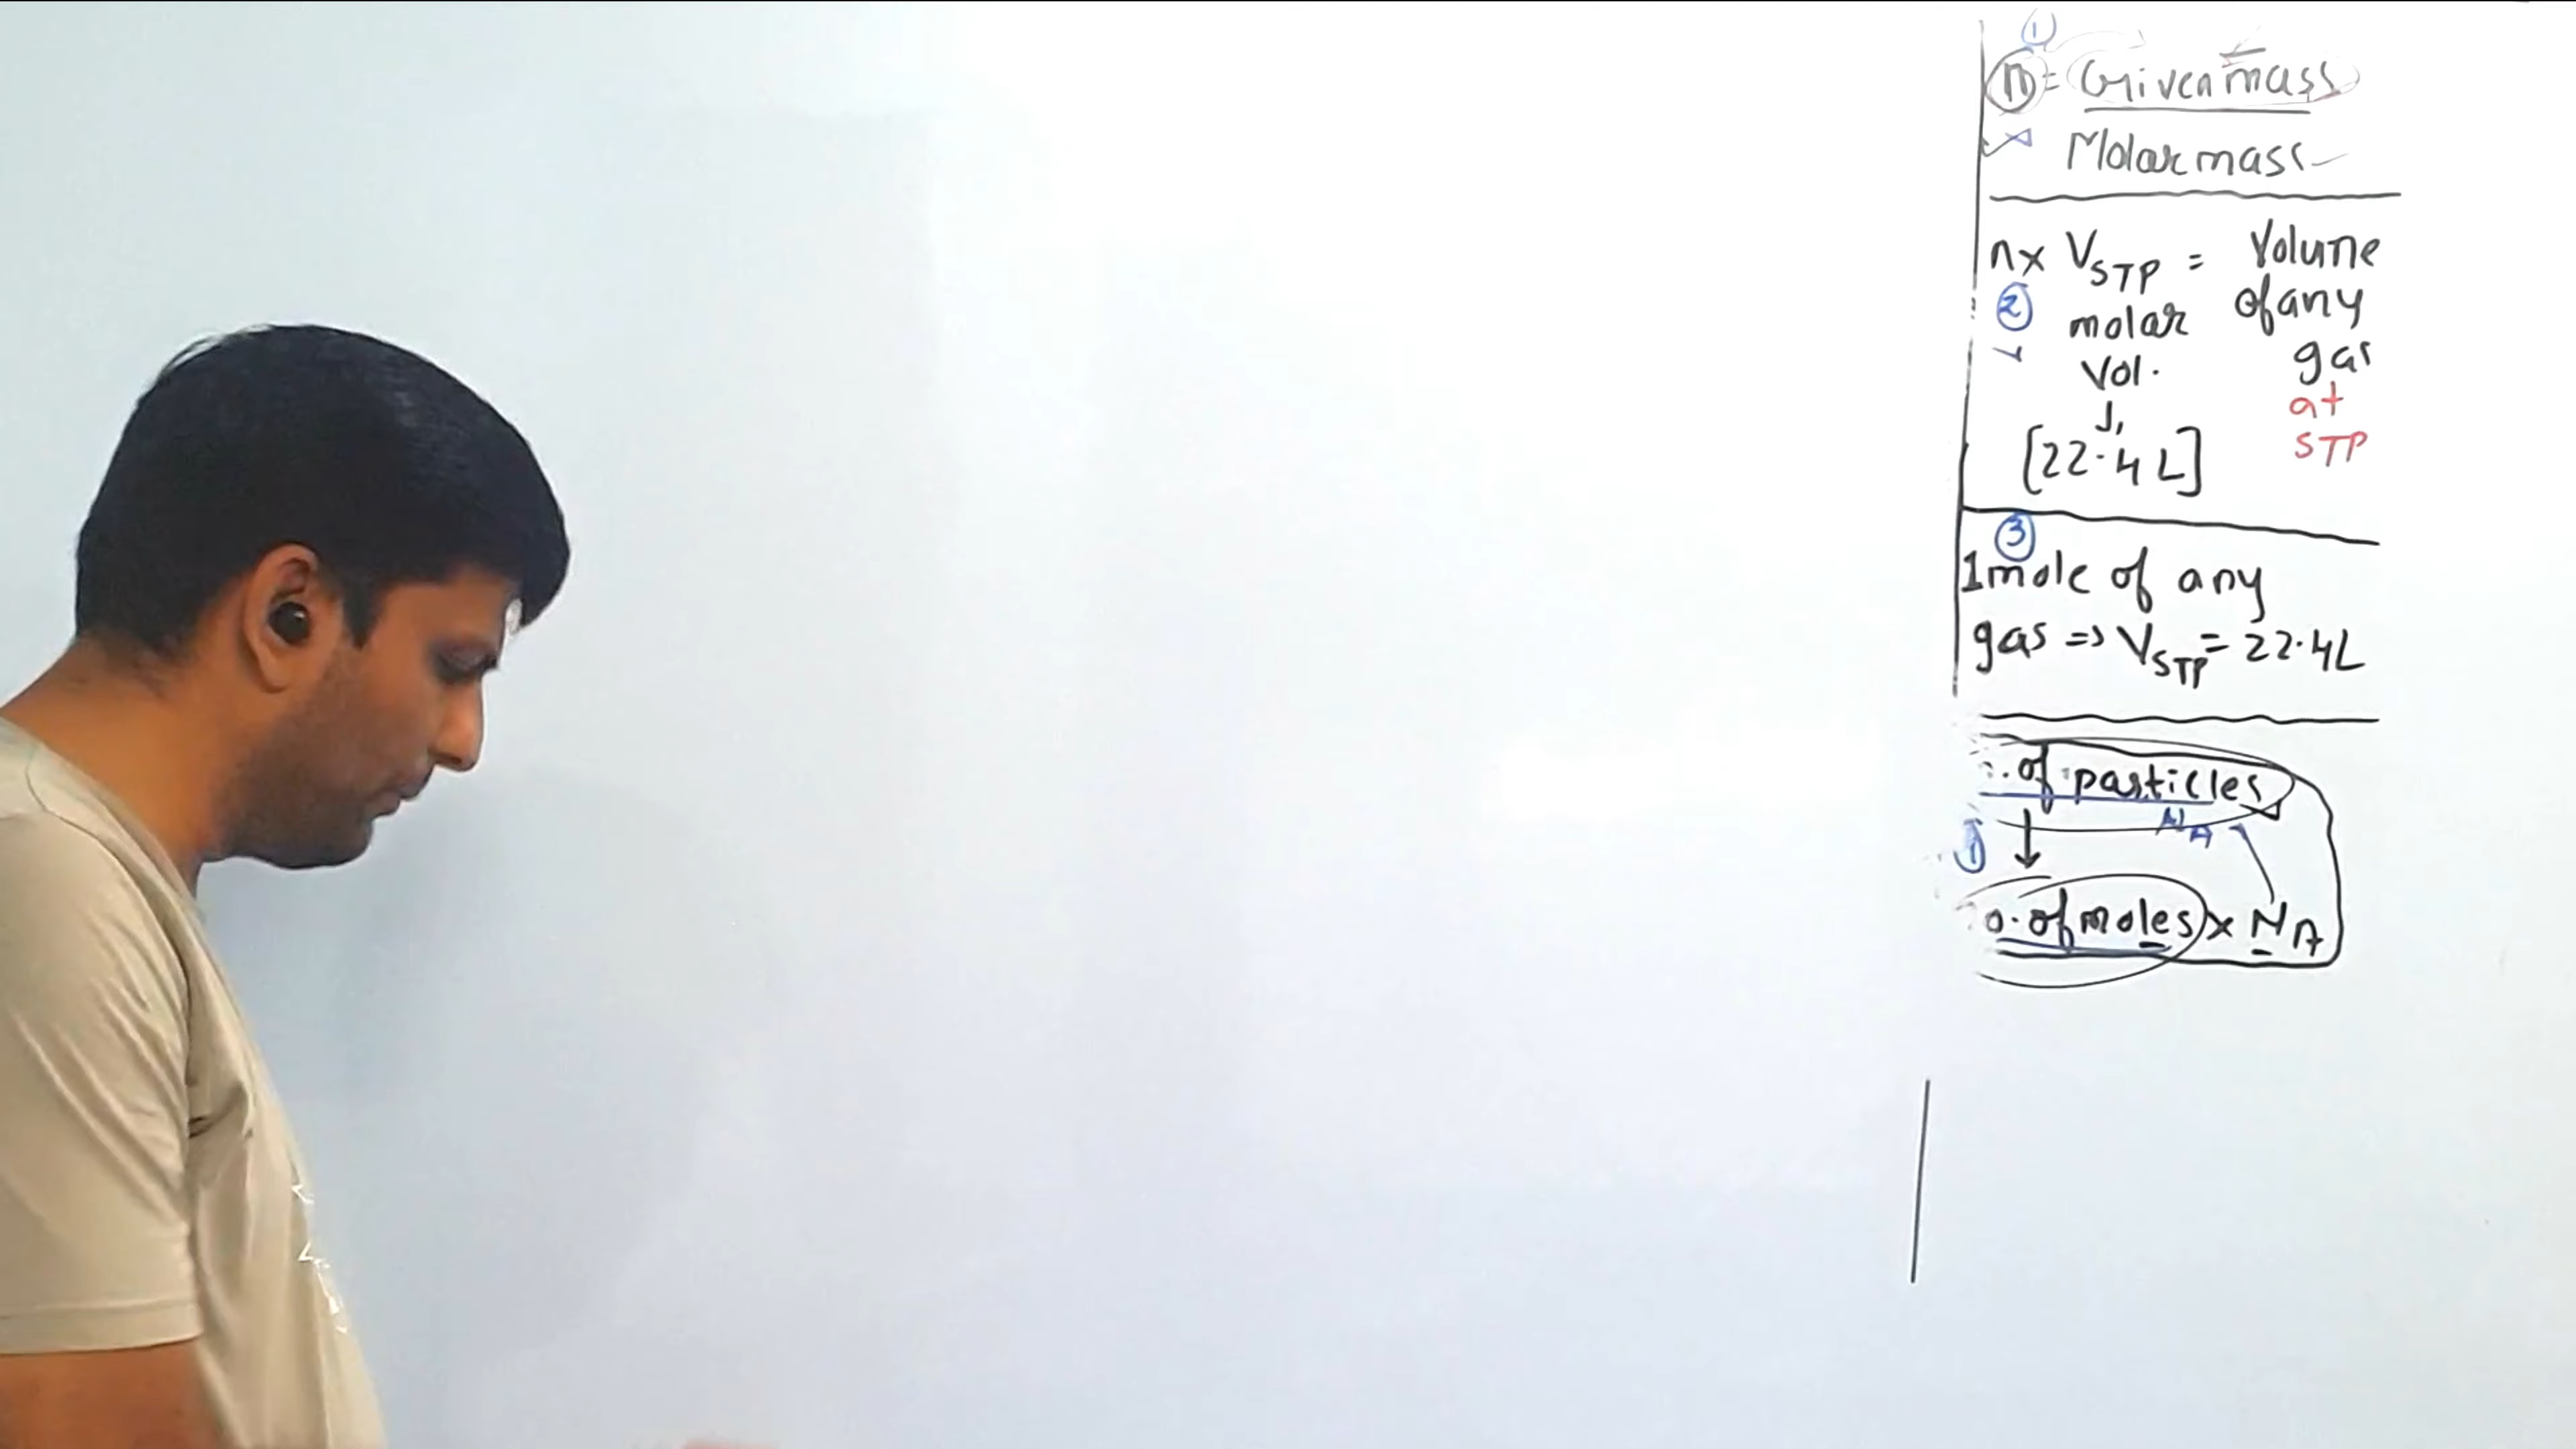 ①
n = Given mass
Molar mass
n x V_STP = Volume
② molar of any
Vol. gas
↓ at
[22.4 L] STP
③
1 mole of any
gas => V_STP = 22.4L
. of particles
N_A
↓
o. of moles x N_A